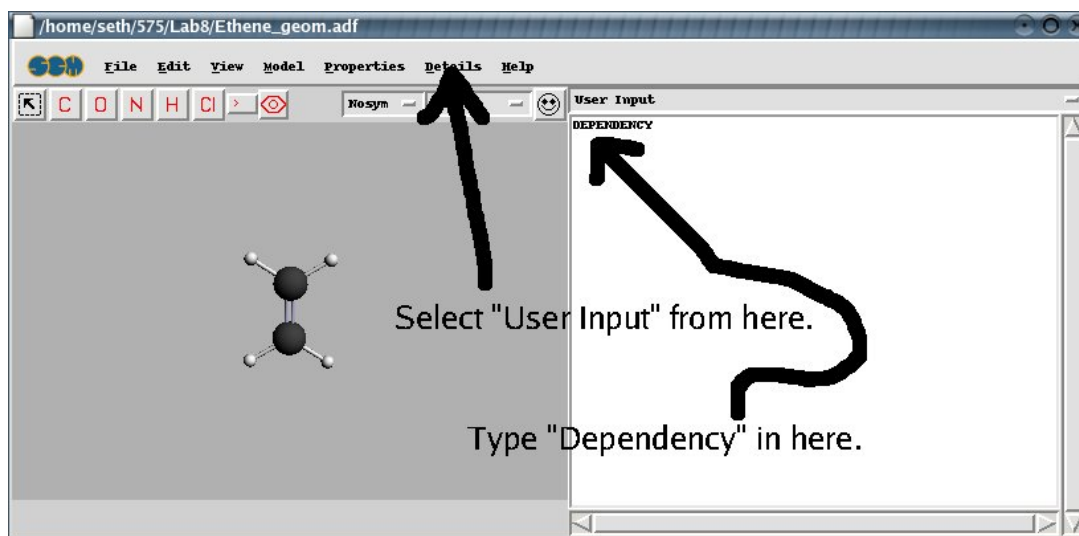 /home/seth/575/Lab8/Ethene_geom.adf
SCM File Edit View Model Properties Details Help
C O N H Cl > Nosym User Input
DEPENDENCY
Select "User Input" from here.
Type "Dependency" in here.